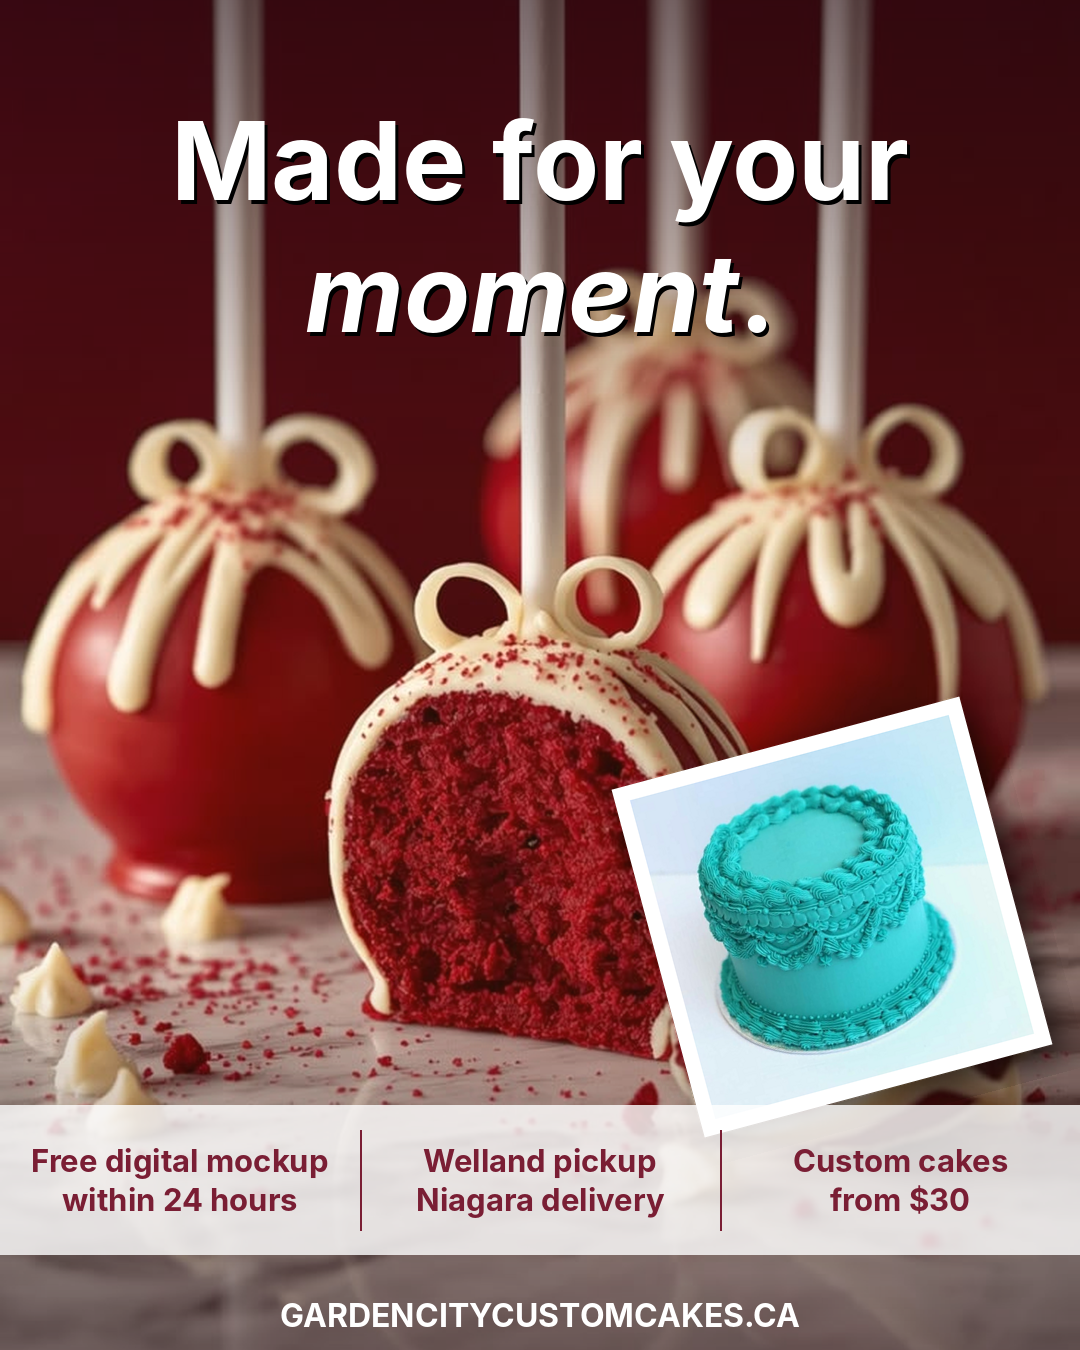 Made for your
moment.
Free digital mockup
within 24 hours
Welland pickup
Niagara delivery
Custom cakes
from $30
GARDENCITYCUSTOMCAKES.CA